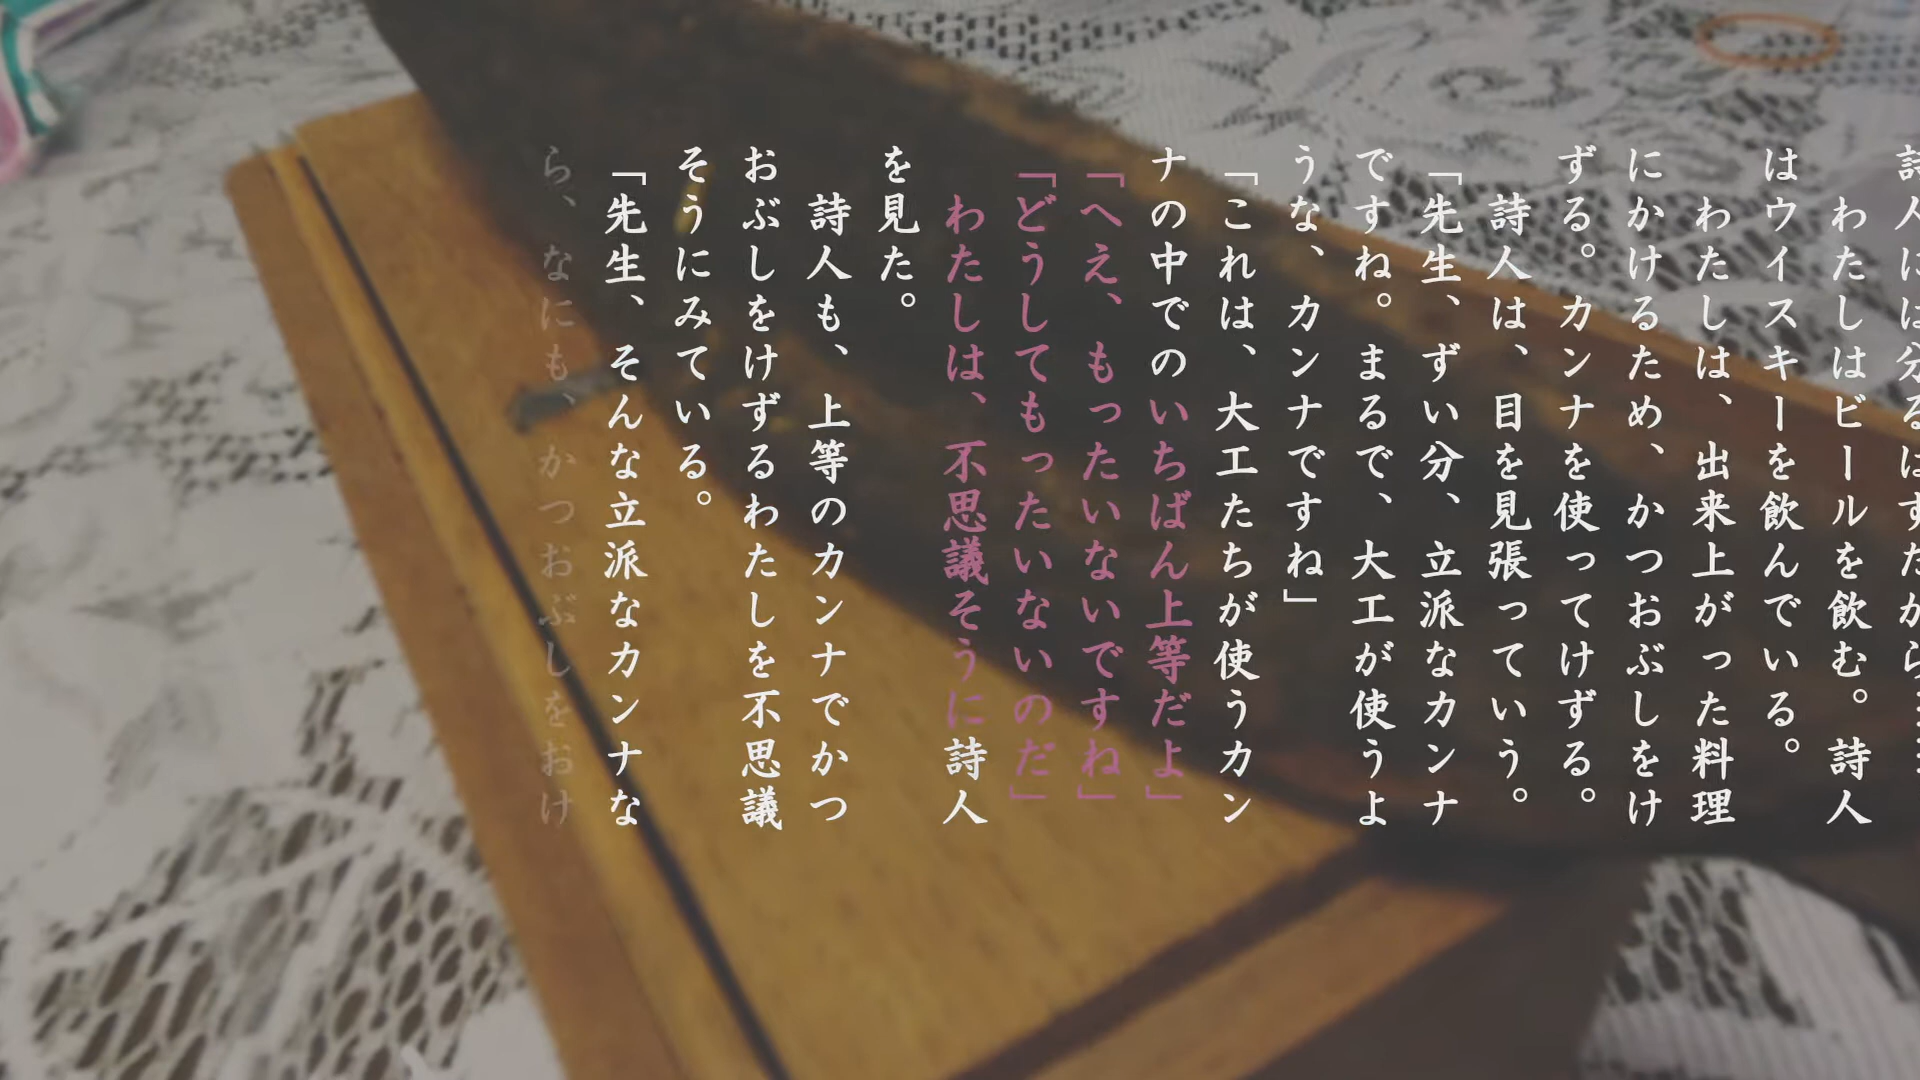 詩人には分るはずだから……
　わたしはビールを飲む。詩人
はウイスキーを飲んでいる。
　わたしは、出来上がった料理
にかけるため、かつおぶしをけ
ずる。カンナを使ってけずる。
　詩人は、目を見張っていう。
「先生、ずい分、立派なカンナ
ですね。まるで、大工が使うよ
うな、カンナですね」
「これは、大工たちが使うカン
ナの中でのいちばん上等だよ」
「へえ、もったいないですね」
「どうしてもったいないのだ」
　わたしは、不思議そうに詩人
を見た。
　詩人も、上等のカンナでかつ
おぶしをけずるわたしを不思議
そうにみている。
「先生、そんな立派なカンナな
ら、なにも、かつおぶしをおけ